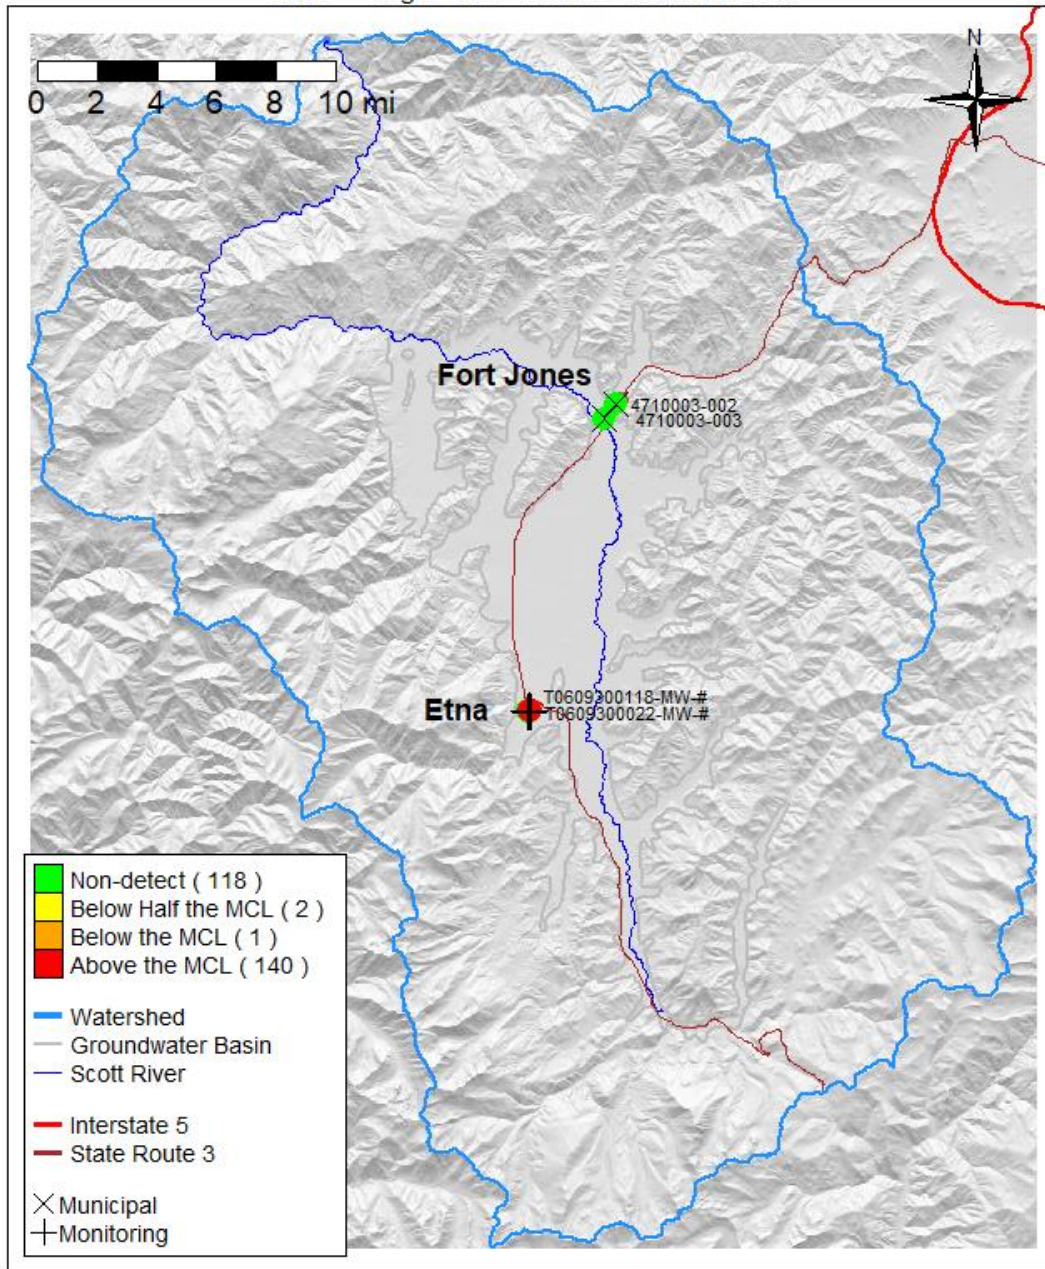 N
0 2 4 6 8 10 mi
Fort Jones
4710003-002
4710003-003
Etna
T0609300118-MW-#
T0609300022-MW-#
Non-detect ( 118 )
Below Half the MCL ( 2 )
Below the MCL ( 1 )
Above the MCL ( 140 )
Watershed
Groundwater Basin
Scott River
Interstate 5
State Route 3
Municipal
Monitoring